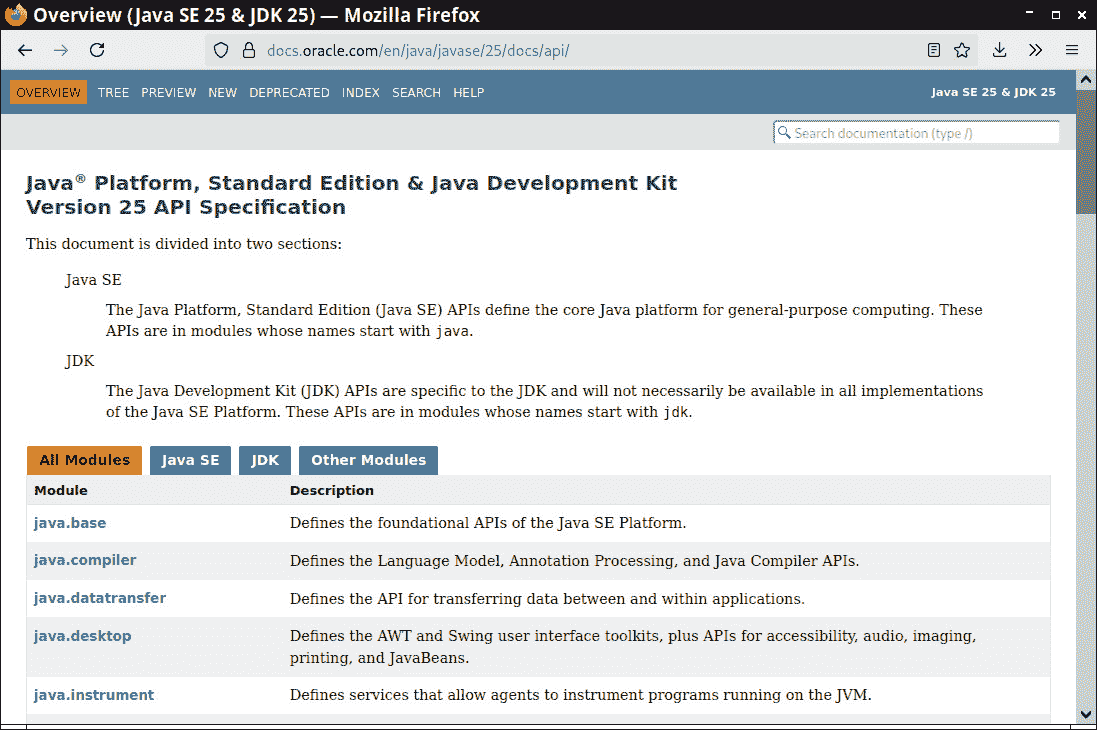 Overview (Java SE 25 & JDK 25) — Mozilla Firefox
docs.oracle.com/en/java/javase/25/docs/api/
OVERVIEW TREE PREVIEW NEW DEPRECATED INDEX SEARCH HELP Java SE 25 & JDK 25
Search documentation (type /)
Java® Platform, Standard Edition & Java Development Kit
Version 25 API Specification
This document is divided into two sections:
Java SE
The Java Platform, Standard Edition (Java SE) APIs define the core Java platform for general-purpose computing. These
APIs are in modules whose names start with java.
JDK
The Java Development Kit (JDK) APIs are specific to the JDK and will not necessarily be available in all implementations
of the Java SE Platform. These APIs are in modules whose names start with jdk.
All Modules Java SE JDK Other Modules
Module Description
java.base Defines the foundational APIs of the Java SE Platform.
java.compiler Defines the Language Model, Annotation Processing, and Java Compiler APIs.
java.datatransfer Defines the API for transferring data between and within applications.
java.desktop Defines the AWT and Swing user interface toolkits, plus APIs for accessibility, audio, imaging,
printing, and JavaBeans.
java.instrument Defines services that allow agents to instrument programs running on the JVM.